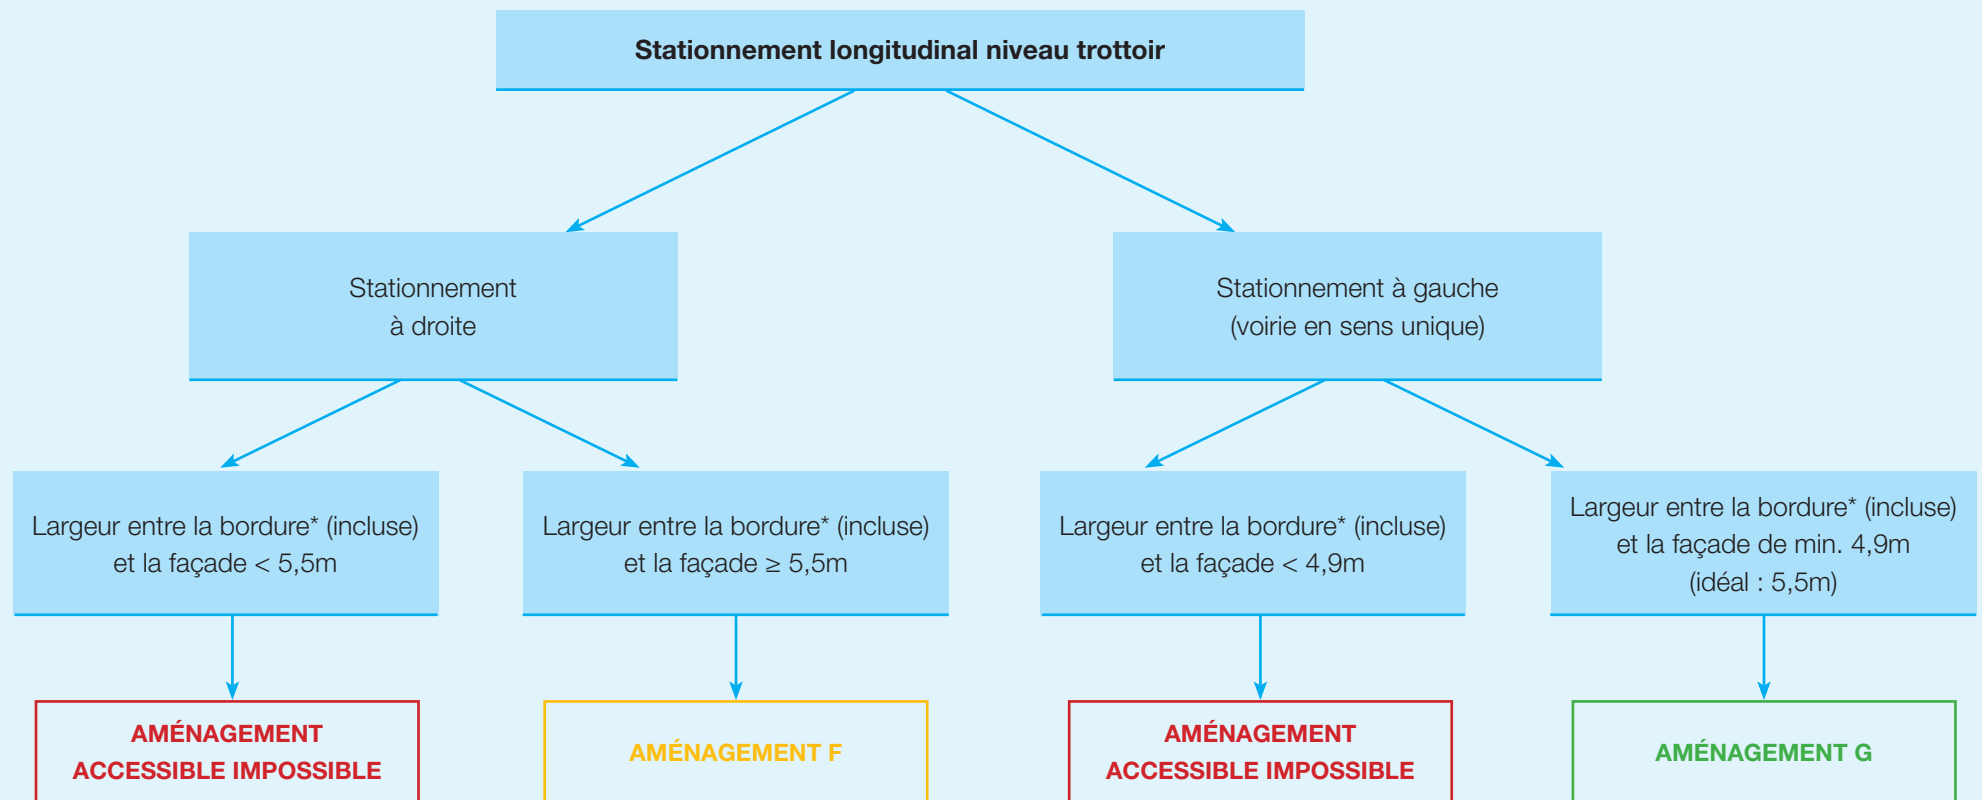 Stationnement longitudinal niveau trottoir
Stationnement
à droite
Stationnement à gauche
(voirie en sens unique)
Largeur entre la bordure* (incluse)
et la façade < 5,5m
Largeur entre la bordure* (incluse)
et la façade ≥ 5,5m
Largeur entre la bordure* (incluse)
et la façade < 4,9m
Largeur entre la bordure* (incluse)
et la façade de min. 4,9m
(idéal : 5,5m)
AMÉNAGEMENT
ACCESSIBLE IMPOSSIBLE
AMÉNAGEMENT F
AMÉNAGEMENT
ACCESSIBLE IMPOSSIBLE
AMÉNAGEMENT G